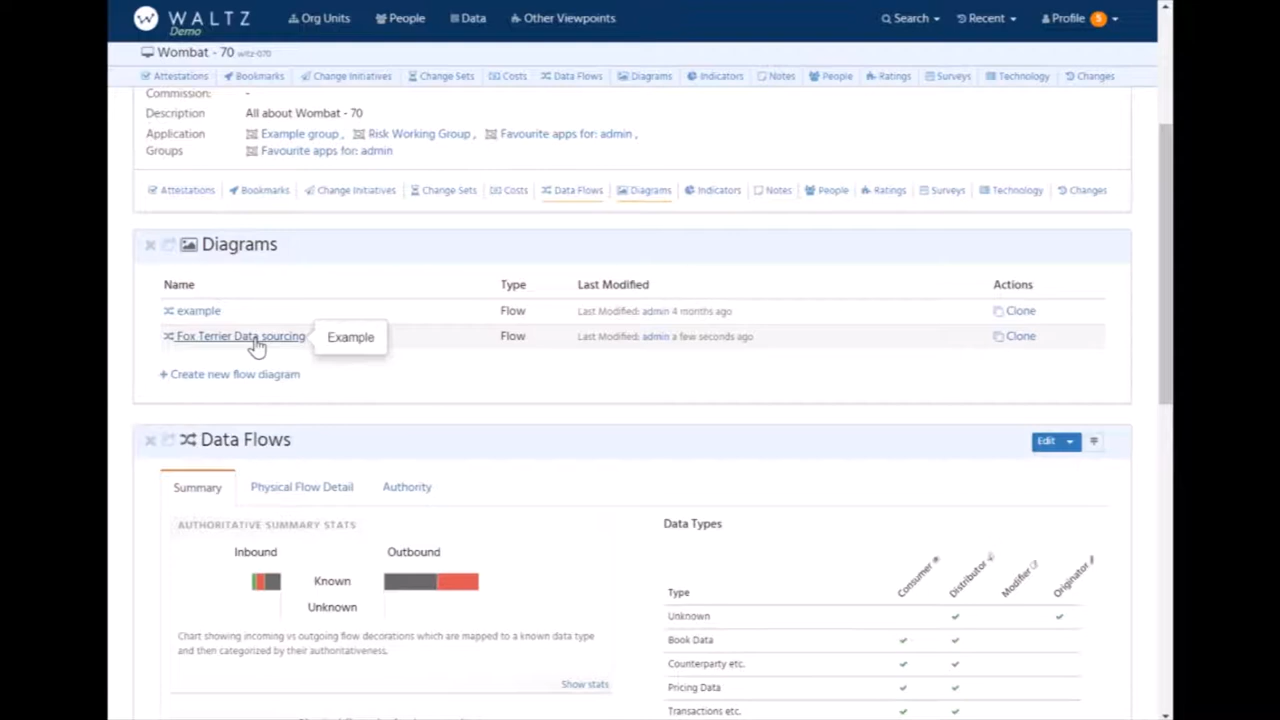 WALTZ Demo Org Units People Data Other Viewpoints Search Recent Profile 5
Wombat - 70 wltz-070
Attestations Bookmarks Change Initiatives Change Sets Costs Data Flows Diagrams Indicators Notes People Ratings Surveys Technology Changes
Commission: -
Description All about Wombat - 70
Application Example group , Risk Working Group , Favourite apps for: admin ,
Groups Favourite apps for: admin
Attestations Bookmarks Change Initiatives Change Sets Costs Data Flows Diagrams Indicators Notes People Ratings Surveys Technology Changes
Diagrams
Name Type Last Modified Actions
example Flow Last Modified: admin 4 months ago Clone
Fox Terrier Data sourcing Example Flow Last Modified: admin a few seconds ago Clone
+ Create new flow diagram
Data Flows Edit
Summary Physical Flow Detail Authority
AUTHORITATIVE SUMMARY STATS
Inbound Outbound
Known
Unknown
Chart showing incoming vs outgoing flow decorations which are mapped to a known data type
and then categorized by their authoritativeness.
Show stats
Data Types
Type Consumer Distributor Modifier Originator
Unknown
Book Data
Counterparty etc.
Pricing Data
Transactions etc.